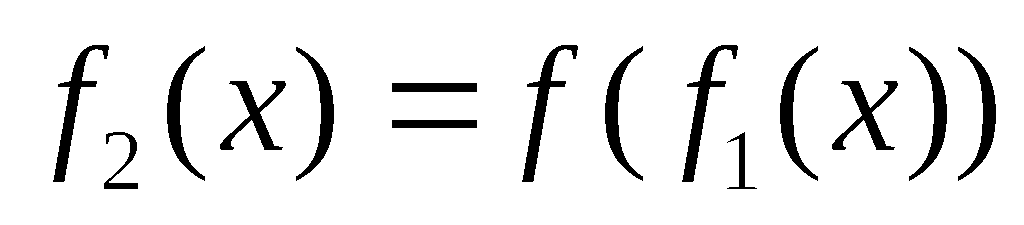 f₂(x) = f(f₁(x))